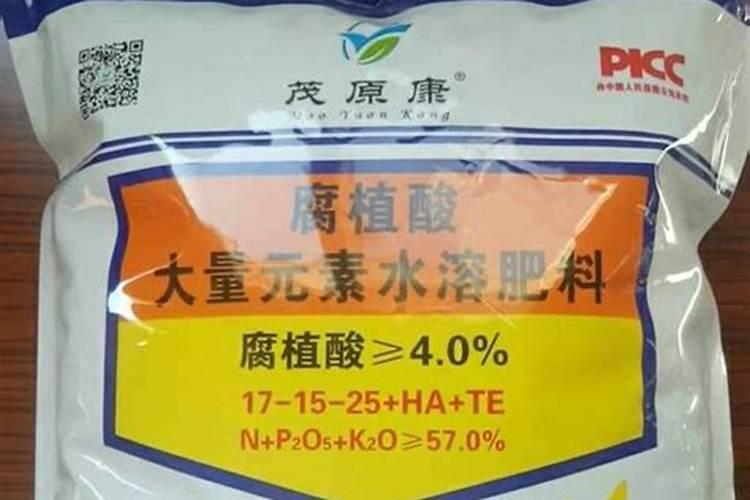 茂原康®
Mao Yuan Kong
PICC
腐植酸
大量元素水溶肥料
腐植酸≥4.0%
17-15-25+HA+TE
N+P₂O₅+K₂O≥57.0%